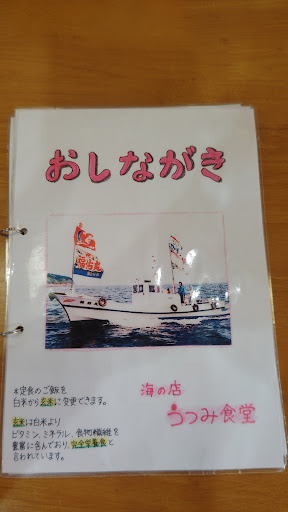 おしながき
※定食のご飯を
白米から玄米に変更できます。
玄米は白米より
ビタミン、ミネラル、食物繊維を
豊富に含んでおり、完全栄養食と
言われています。
海の店
うつみ食堂